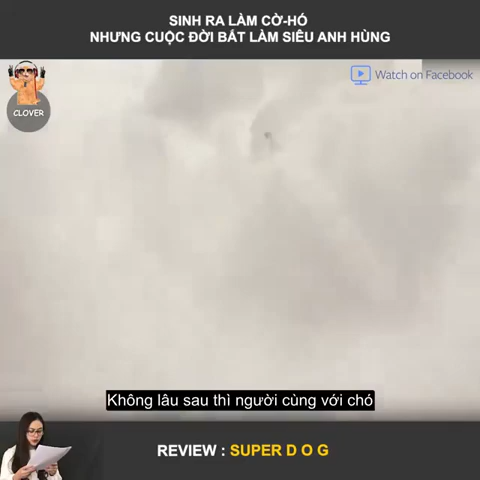 SINH RA LÀM CỜ-HÓ
NHƯNG CUỘC ĐỜI BẮT LÀM SIÊU ANH HÙNG
Watch on Facebook
CLOVER
Không lâu sau thì người cùng với chó
REVIEW : SUPER D O G